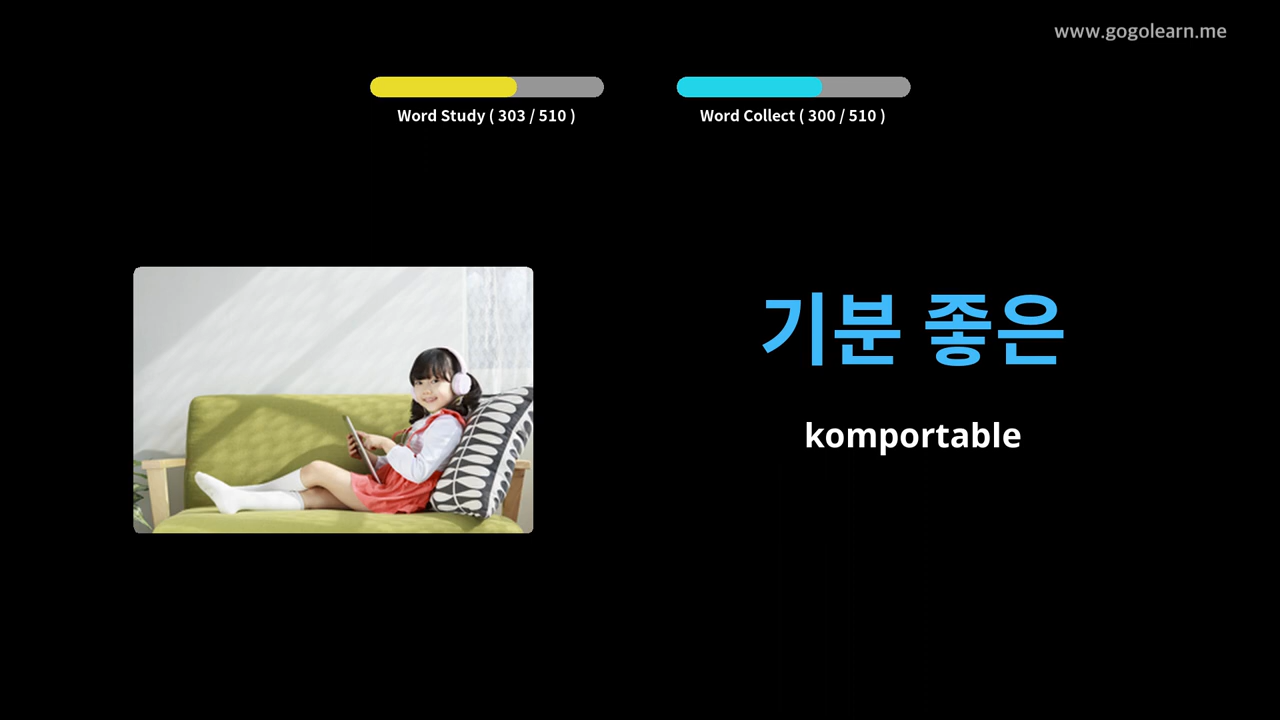 www.gogolearn.me
Word Study ( 303 / 510 )
Word Collect ( 300 / 510 )
기분 좋은
komportable